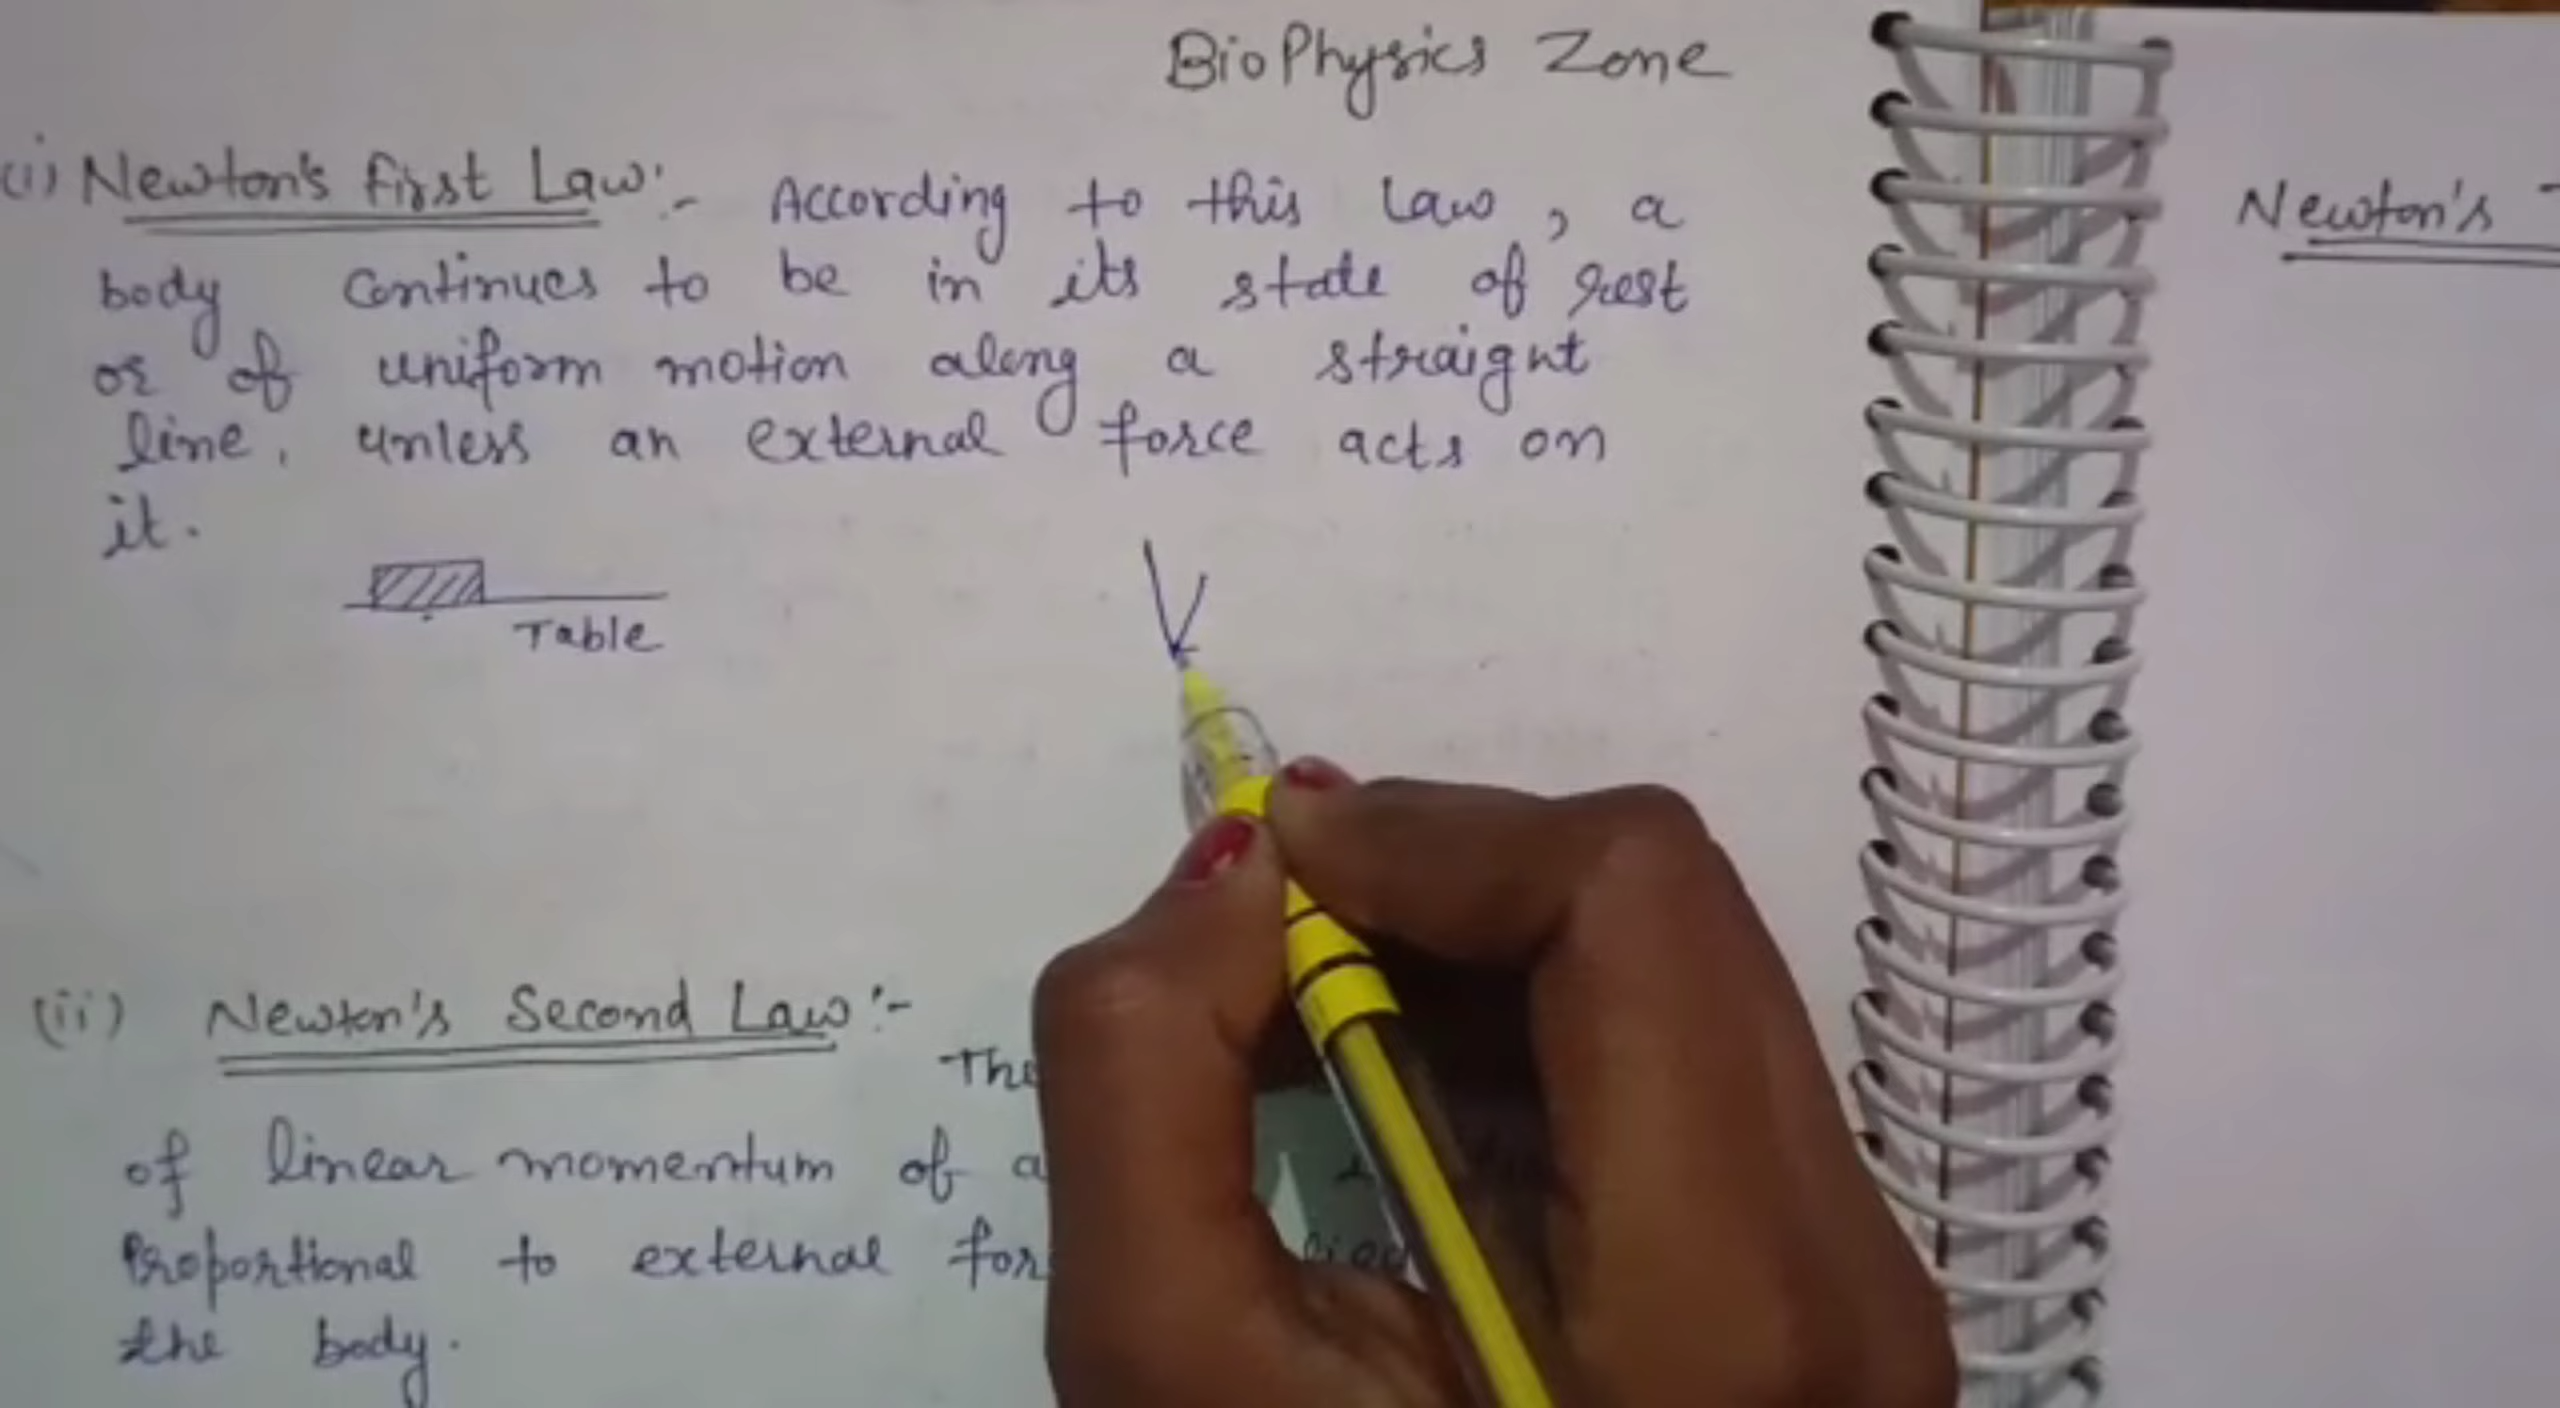 BioPhysics Zone
(i) Newton's first Law:- According to this law, a
body continues to be in its state of rest
or of uniform motion along a straight
line, unless an external force acts on
it.
Table
(ii) Newton's Second Law:-
The
of linear momentum of a
Proportional to external for
the body.
Newton's